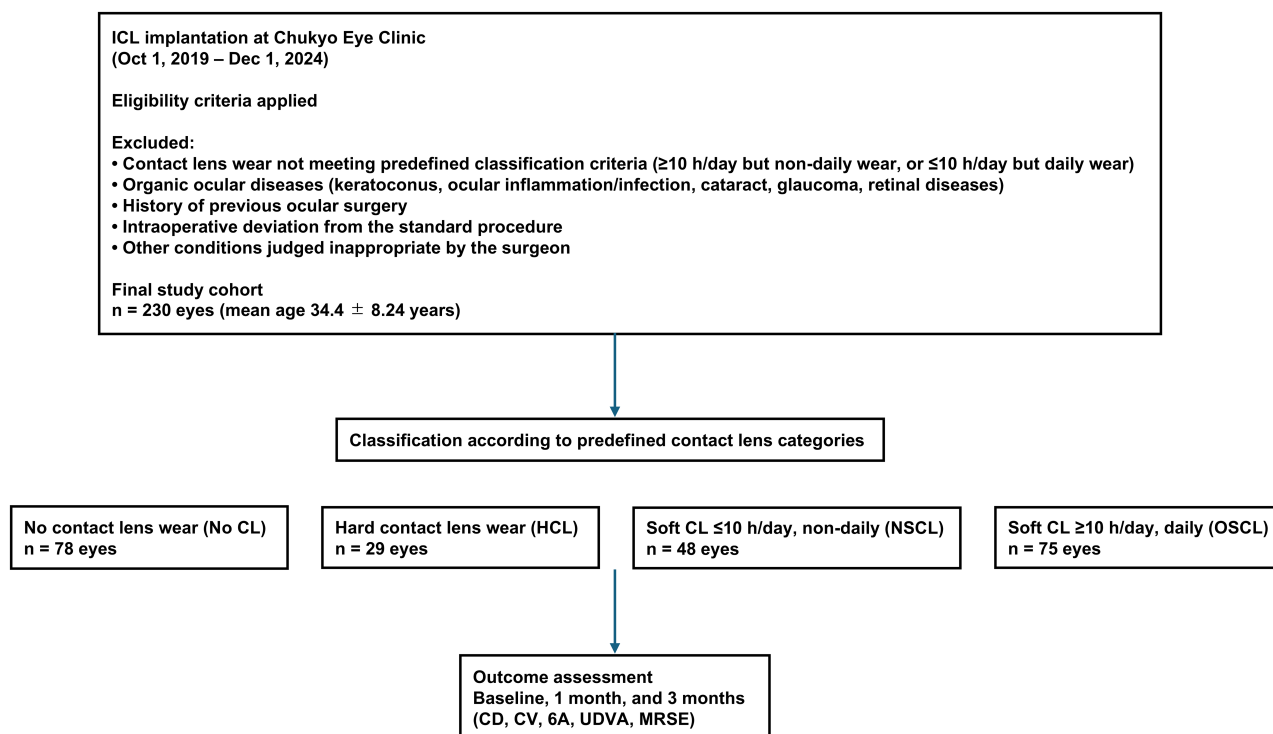 ICL implantation at Chukyo Eye Clinic
(Oct 1, 2019 – Dec 1, 2024)
Eligibility criteria applied
Excluded:
• Contact lens wear not meeting predefined classification criteria (≥10 h/day but non-daily wear, or ≤10 h/day but daily wear)
• Organic ocular diseases (keratoconus, ocular inflammation/infection, cataract, glaucoma, retinal diseases)
• History of previous ocular surgery
• Intraoperative deviation from the standard procedure
• Other conditions judged inappropriate by the surgeon
Final study cohort
n = 230 eyes (mean age 34.4 ± 8.24 years)
Classification according to predefined contact lens categories
No contact lens wear (No CL)
n = 78 eyes
Hard contact lens wear (HCL)
n = 29 eyes
Soft CL ≤10 h/day, non-daily (NSCL)
n = 48 eyes
Soft CL ≥10 h/day, daily (OSCL)
n = 75 eyes
Outcome assessment
Baseline, 1 month, and 3 months
(CD, CV, 6A, UDVA, MRSE)